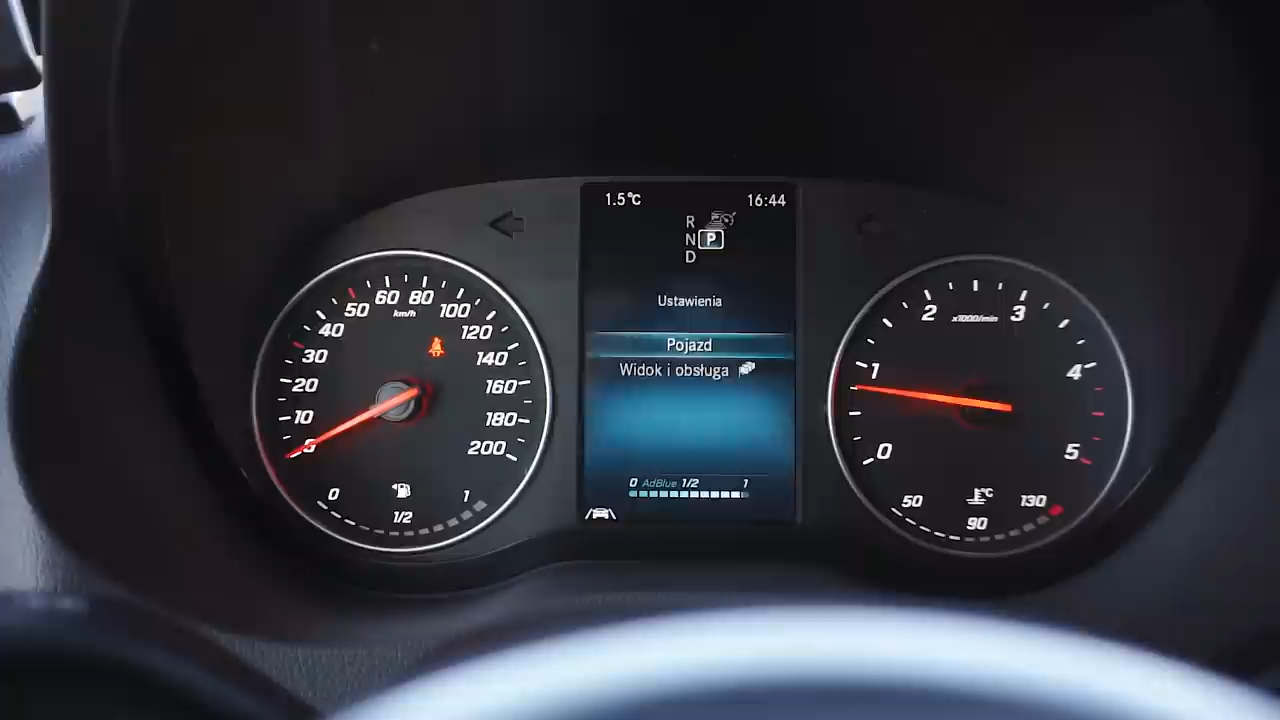 1.5°C 16:44
R
N P
D
Ustawienia
Pojazd
Widok i obsługa
0 AdBlue 1/2 1
0
10
20
30
40
50
60
80
100
120
140
160
180
200
km/h
0 1/2 1
0
1
2
3
4
5
x1000/min
50 90 130
°C